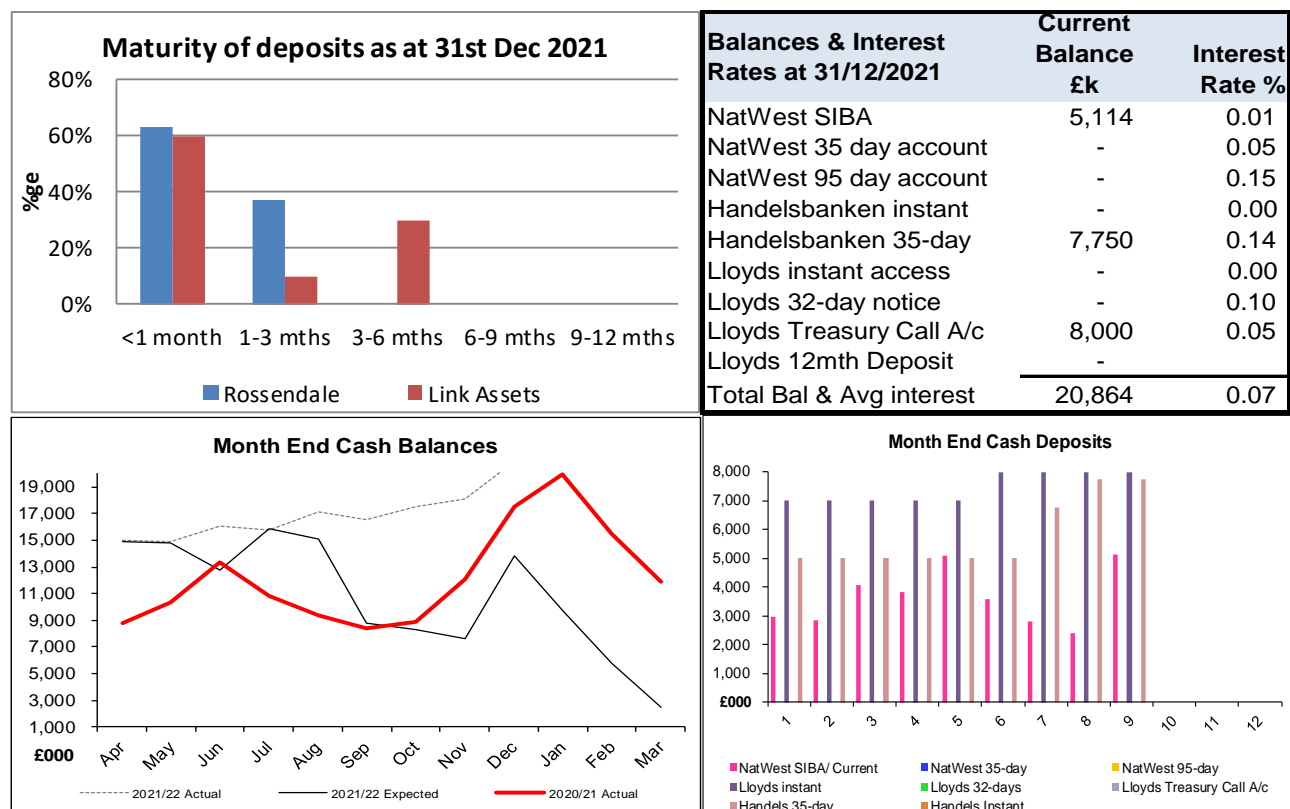 Maturity of deposits as at 31st Dec 2021
80%
60%
40%
20%
0%
%ge
<1 month 1-3 mths 3-6 mths 6-9 mths 9-12 mths
Rossendale Link Assets
Balances & Interest Rates at 31/12/2021 Current Balance £k Interest Rate %
NatWest SIBA 5,114 0.01
NatWest 35 day account - 0.05
NatWest 95 day account - 0.15
Handelsbanken instant - 0.00
Handelsbanken 35-day 7,750 0.14
Lloyds instant access - 0.00
Lloyds 32-day notice - 0.10
Lloyds Treasury Call A/c 8,000 0.05
Lloyds 12mth Deposit -
Total Bal & Avg interest 20,864 0.07
Month End Cash Balances
19,000
17,000
15,000
13,000
11,000
9,000
7,000
5,000
3,000
1,000
£000
Apr May Jun Jul Aug Sep Oct Nov Dec Jan Feb Mar
2021/22 Actual 2021/22 Expected 2020/21 Actual
Month End Cash Deposits
8,000
7,000
6,000
5,000
4,000
3,000
2,000
1,000
£000
1 2 3 4 5 6 7 8 9 10 11 12
NatWest SIBA/ Current NatWest 35-day NatWest 95-day
Lloyds instant Lloyds 32-days Lloyds Treasury Call A/c
Handels 35-day Handels Instant